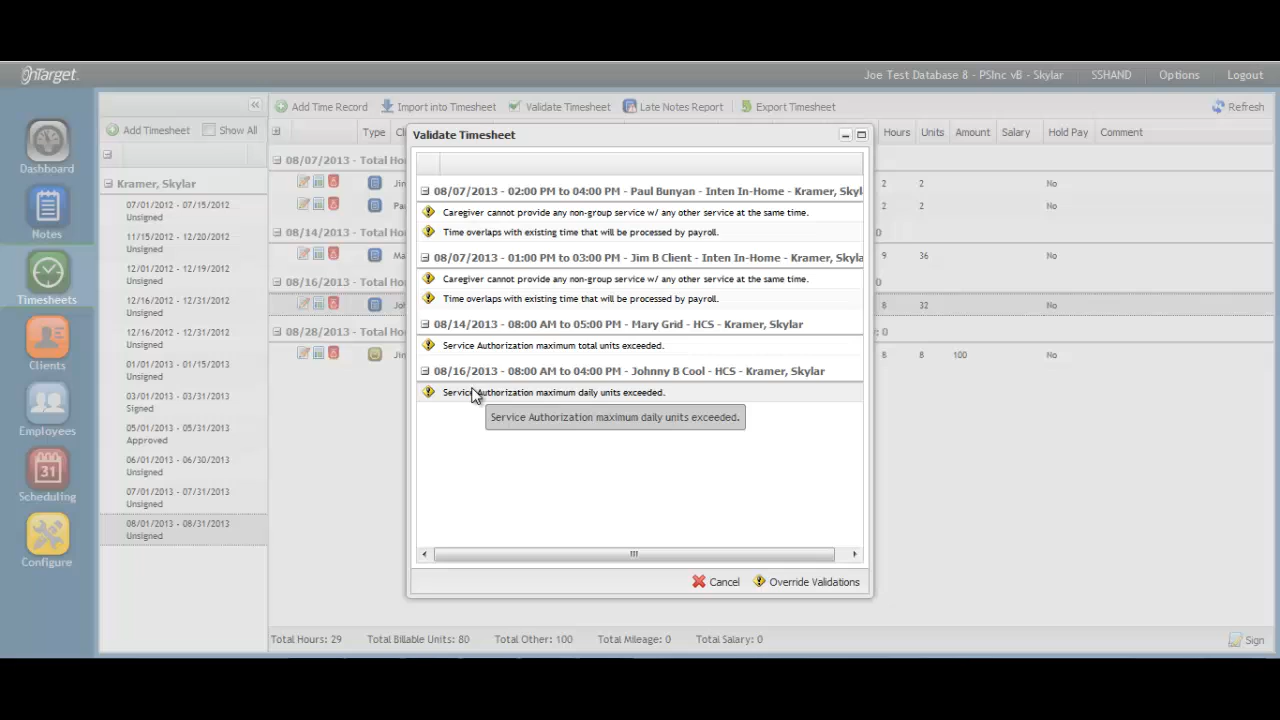 OnTarget.
Joe Test Database 8 - PSInc vB - Skylar SSHAND Options Logout
Add Time Record Import into Timesheet Validate Timesheet Late Notes Report Export Timesheet Refresh
Add Timesheet Show All
Type Hours Units Amount Salary Hold Pay Comment
Kramer, Skylar
07/01/2012 - 07/15/2012
Unsigned
11/15/2012 - 12/20/2012
Unsigned
12/01/2012 - 12/19/2012
Unsigned
12/16/2012 - 12/31/2012
Unsigned
12/16/2012 - 12/31/2012
Unsigned
01/01/2013 - 01/15/2013
Unsigned
03/01/2013 - 03/31/2013
Signed
05/01/2013 - 05/31/2013
Approved
06/01/2013 - 06/30/2013
Unsigned
07/01/2013 - 07/31/2013
Unsigned
08/01/2013 - 08/31/2013
Unsigned
Dashboard
Notes
Timesheets
Clients
Employees
31
Scheduling
Configure
08/07/2013 - Total Ho
2 2 No
2 2 No
08/14/2013 - Total Ho 0
9 36 No
08/16/2013 - Total Ho 0
8 32 No
08/28/2013 - Total Ho : 0
8 8 100 No
Validate Timesheet
08/07/2013 - 02:00 PM to 04:00 PM - Paul Bunyan - Inten In-Home - Kramer, Skyl
Caregiver cannot provide any non-group service w/ any other service at the same time.
Time overlaps with existing time that will be processed by payroll.
08/07/2013 - 01:00 PM to 03:00 PM - Jim B Client - Inten In-Home - Kramer, Skyla
Caregiver cannot provide any non-group service w/ any other service at the same time.
Time overlaps with existing time that will be processed by payroll.
08/14/2013 - 08:00 AM to 05:00 PM - Mary Grid - HCS - Kramer, Skylar
Service Authorization maximum total units exceeded.
08/16/2013 - 08:00 AM to 04:00 PM - Johnny B Cool - HCS - Kramer, Skylar
Service Authorization maximum daily units exceeded.
Service Authorization maximum daily units exceeded.
Cancel Override Validations
Total Hours: 29 Total Billable Units: 80 Total Other: 100 Total Mileage: 0 Total Salary: 0 Sign